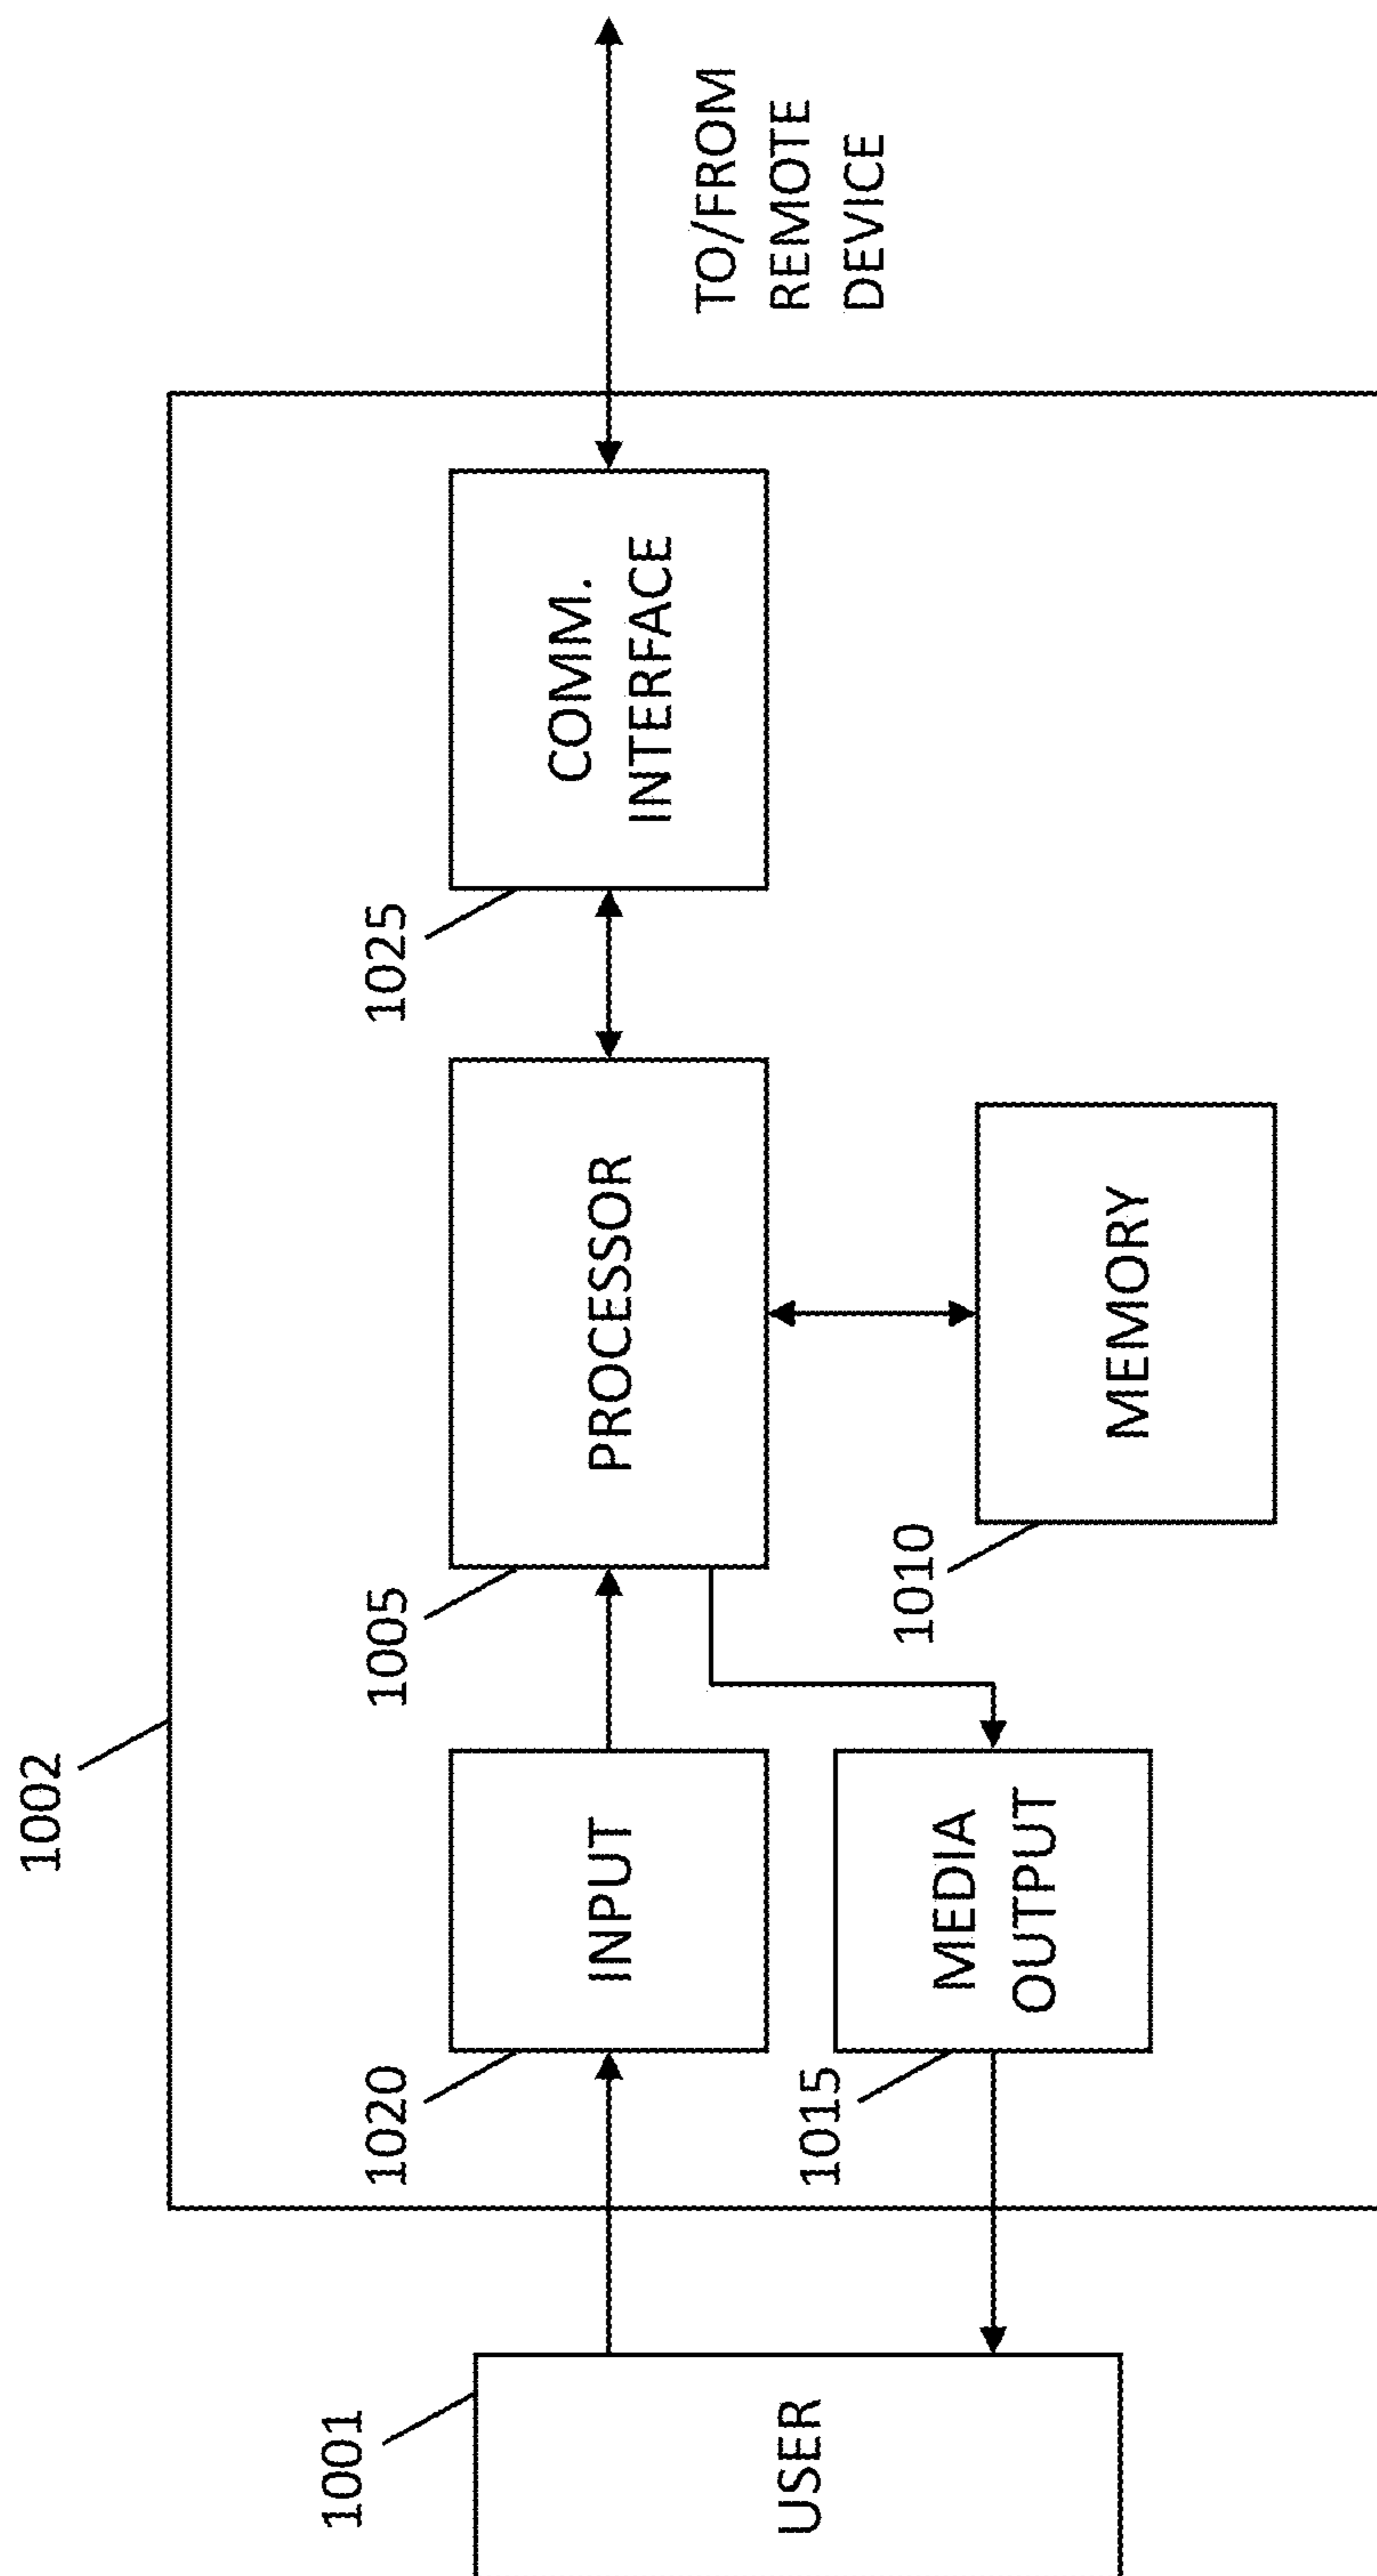 1002
1001
USER
1020
INPUT
1005
PROCESSOR
1025
COMM.
INTERFACE
TO/FROM
REMOTE
DEVICE
1015
MEDIA
OUTPUT
1010
MEMORY